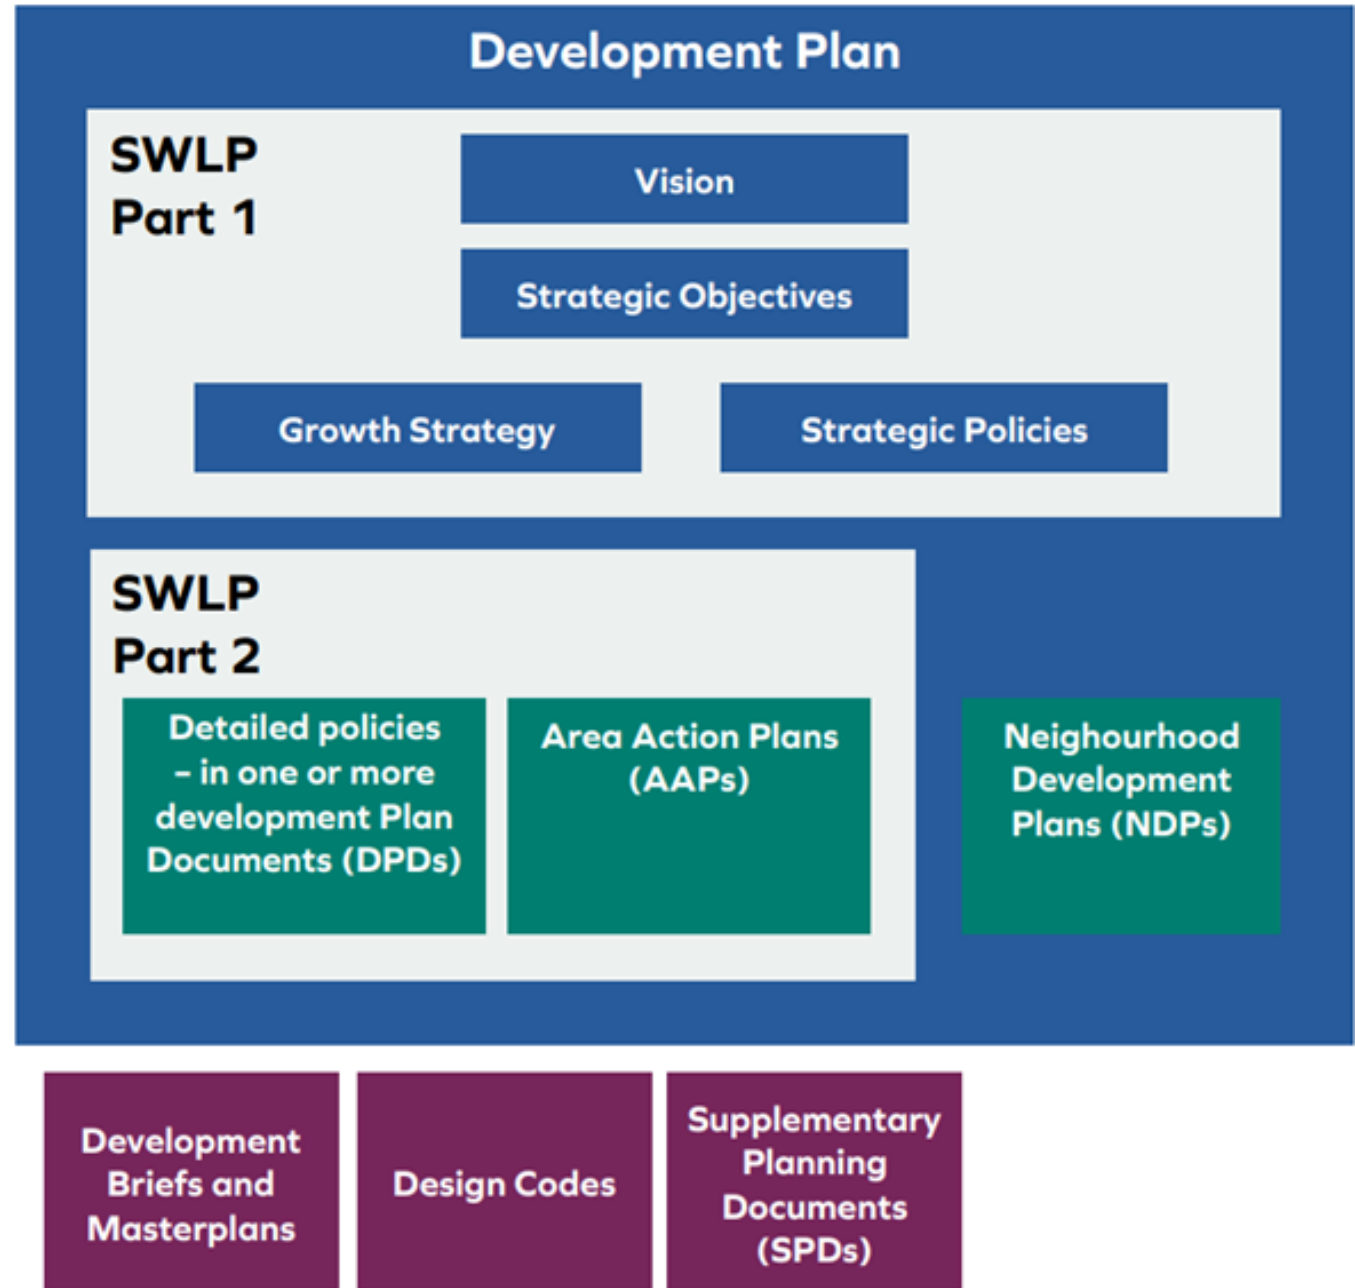 Development Plan
SWLP
Part 1
Vision
Strategic Objectives
Growth Strategy
Strategic Policies
SWLP
Part 2
Detailed policies
– in one or more
development Plan
Documents (DPDs)
Area Action Plans
(AAPs)
Neighourhood
Development
Plans (NDPs)
Development
Briefs and
Masterplans
Design Codes
Supplementary
Planning
Documents
(SPDs)